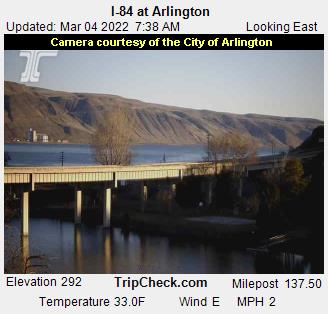 I-84 at Arlington
Updated: Mar 04 2022 7:38 AM Looking East
Camera courtesy of the City of Arlington
Elevation 292 TripCheck.com Milepost 137.50
Temperature 33.0F Wind E MPH 2